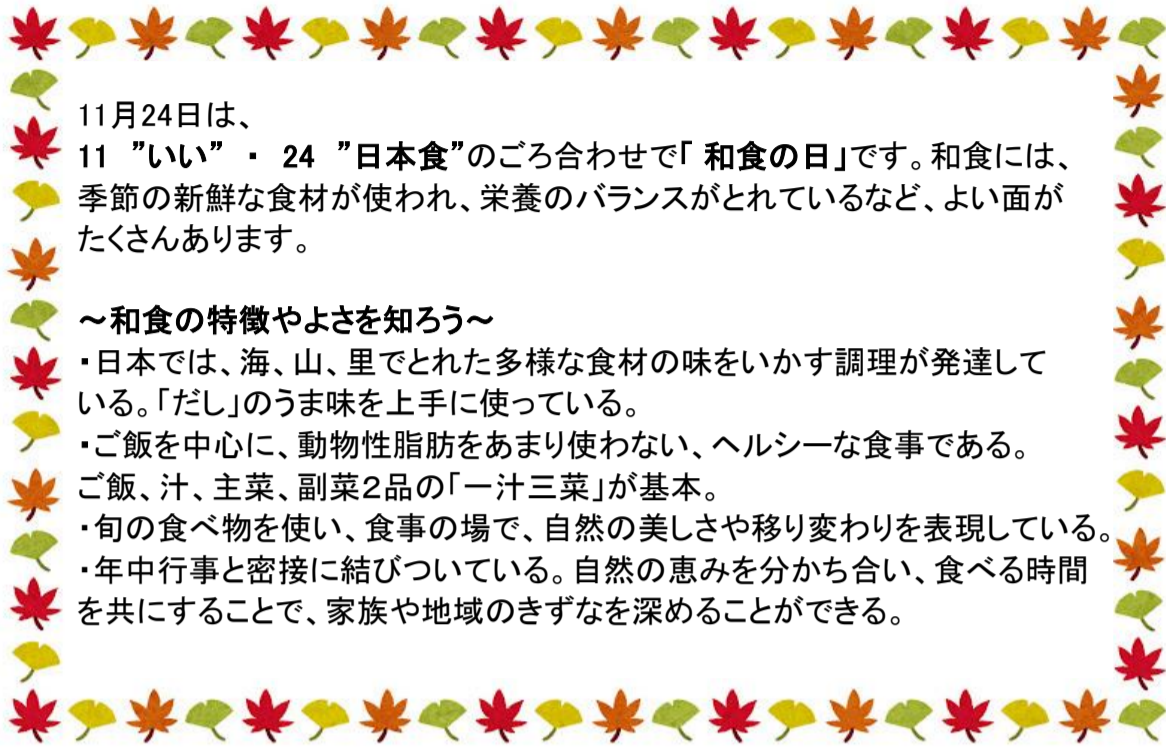 11月24日は、
11 ”いい” ・ 24 ”日本食”のごろ合わせで「 和食の日」です。和食には、
季節の新鮮な食材が使われ、栄養のバランスがとれているなど、よい面が
たくさんあります。
～和食の特徴やよさを知ろう～
・日本では、海、山、里でとれた多様な食材の味をいかす調理が発達して
いる。「だし」のうま味を上手に使っている。
・ご飯を中心に、動物性脂肪をあまり使わない、ヘルシーな食事である。
ご飯、汁、主菜、副菜２品の「一汁三菜」が基本。
・旬の食べ物を使い、食事の場で、自然の美しさや移り変わりを表現している。
・年中行事と密接に結びついている。自然の恵みを分かち合い、食べる時間
を共にすることで、家族や地域のきずなを深めることができる。